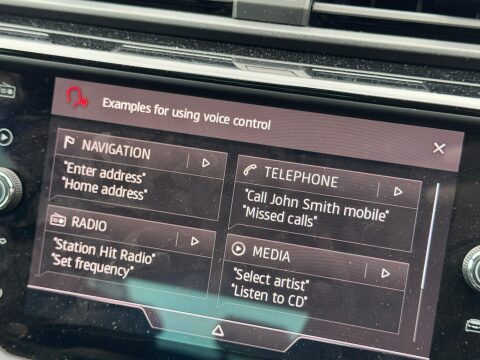 Examples for using voice control
NAVIGATION
"Enter address"
"Home address"
TELEPHONE
"Call John Smith mobile"
"Missed calls"
RADIO
"Station Hit Radio"
"Set frequency"
MEDIA
"Select artist"
"Listen to CD"